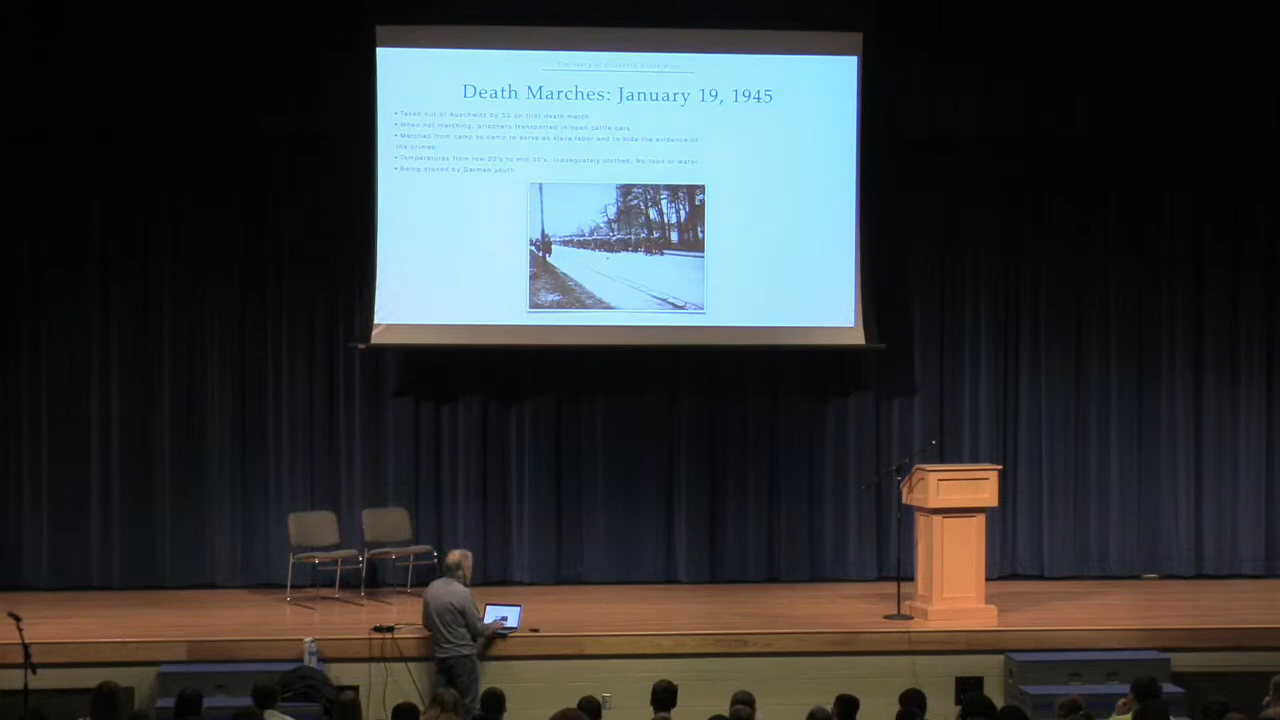 The Story of
Death Marches: January 19, 1945
• Taken out of Auschwitz by SS on first death march
• When not marching, prisoners transported in open cattle cars
• Marched from camp to camp to serve as slave labor and to hide the evidence of
the crimes
• Temperatures from low 20's to mid 30's, Inadequately clothed, No food or water
• Being stoned by German youth